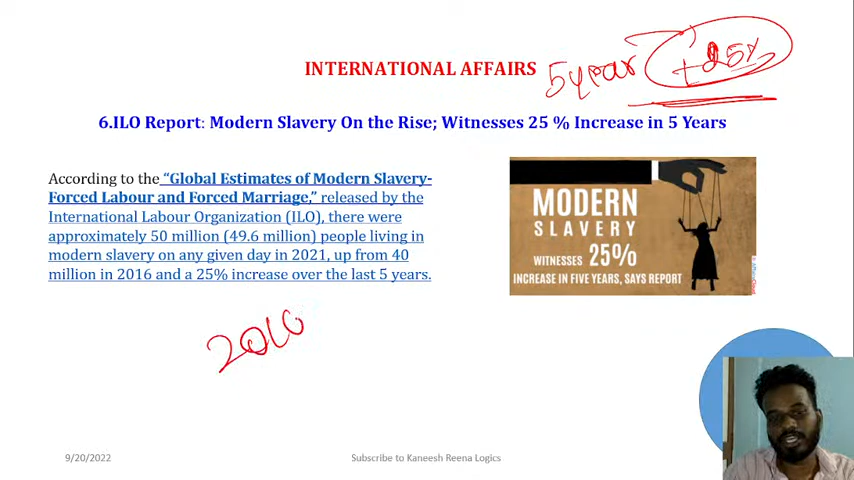 INTERNATIONAL AFFAIRS
5 year
+25%
6.ILO Report: Modern Slavery On the Rise; Witnesses 25 % Increase in 5 Years
According to the “Global Estimates of Modern Slavery-
Forced Labour and Forced Marriage,” released by the
International Labour Organization (ILO), there were
approximately 50 million (49.6 million) people living in
modern slavery on any given day in 2021, up from 40
million in 2016 and a 25% increase over the last 5 years.
MODERN
SLAVERY
WITNESSES 25%
INCREASE IN FIVE YEARS, SAYS REPORT
9/20/2022
Subscribe to Kaneesh Reena Logics